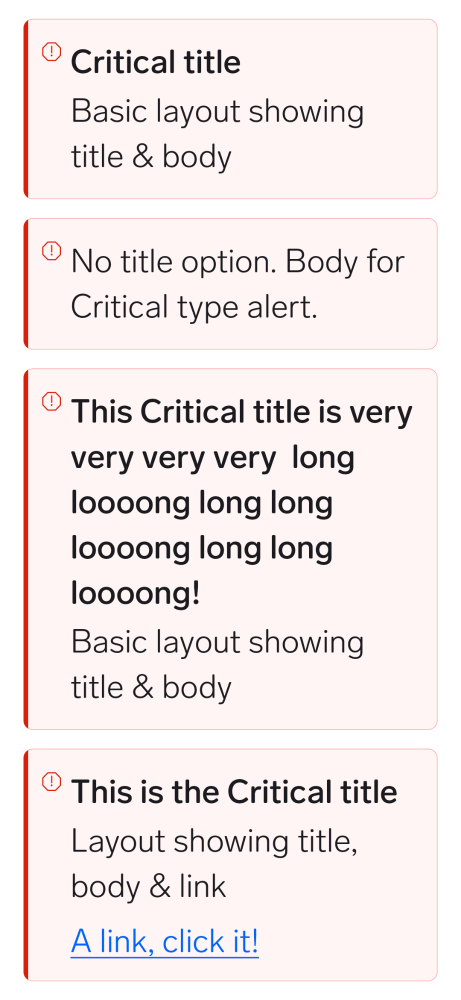 Critical title
Basic layout showing
title & body
No title option. Body for
Critical type alert.
This Critical title is very
very very very  long
loooong long long
loooong long long
loooong!
Basic layout showing
title & body
This is the Critical title
Layout showing title,
body & link
A link, click it!